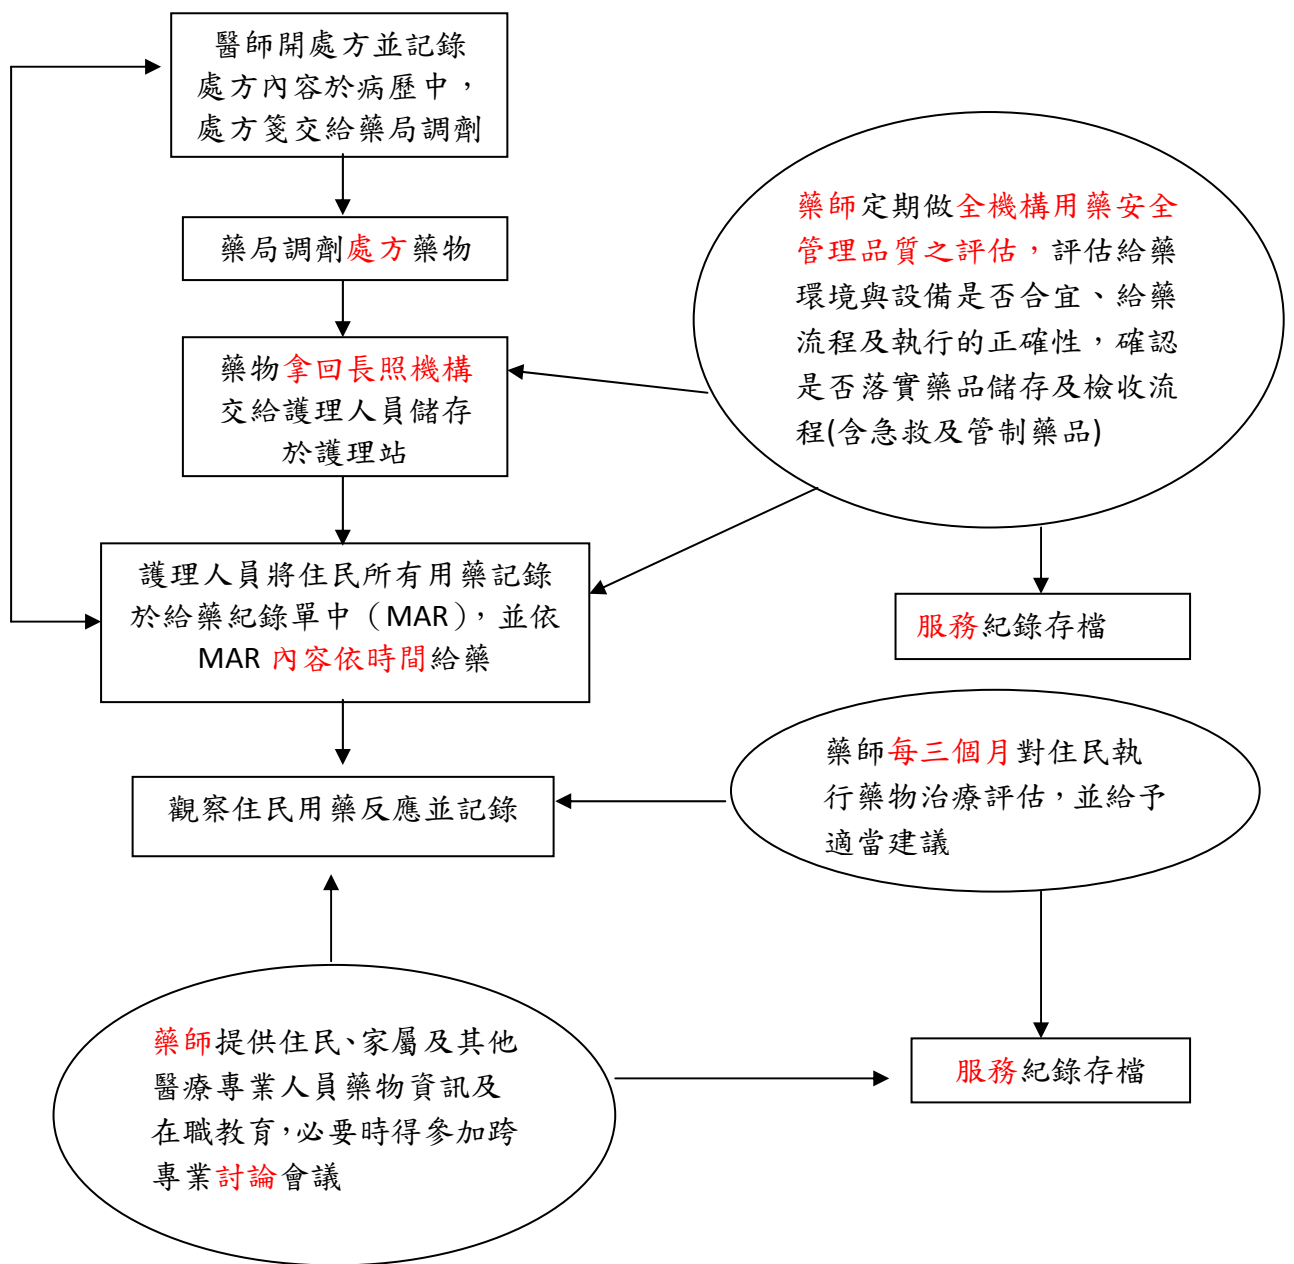 醫師開處方並記錄
處方內容於病歷中，
處方箋交給藥局調劑
藥局調劑處方藥物
藥物拿回長照機構
交給護理人員儲存
於護理站
護理人員將住民所有用藥記錄
於給藥紀錄單中（MAR），並依
MAR 內容依時間給藥
觀察住民用藥反應並記錄
藥師定期做全機構用藥安全
管理品質之評估，評估給藥
環境與設備是否合宜、給藥
流程及執行的正確性，確認
是否落實藥品儲存及檢收流
程(含急救及管制藥品)
服務紀錄存檔
藥師每三個月對住民執
行藥物治療評估，並給予
適當建議
藥師提供住民、家屬及其他
醫療專業人員藥物資訊及
在職教育，必要時得參加跨
專業討論會議
服務紀錄存檔